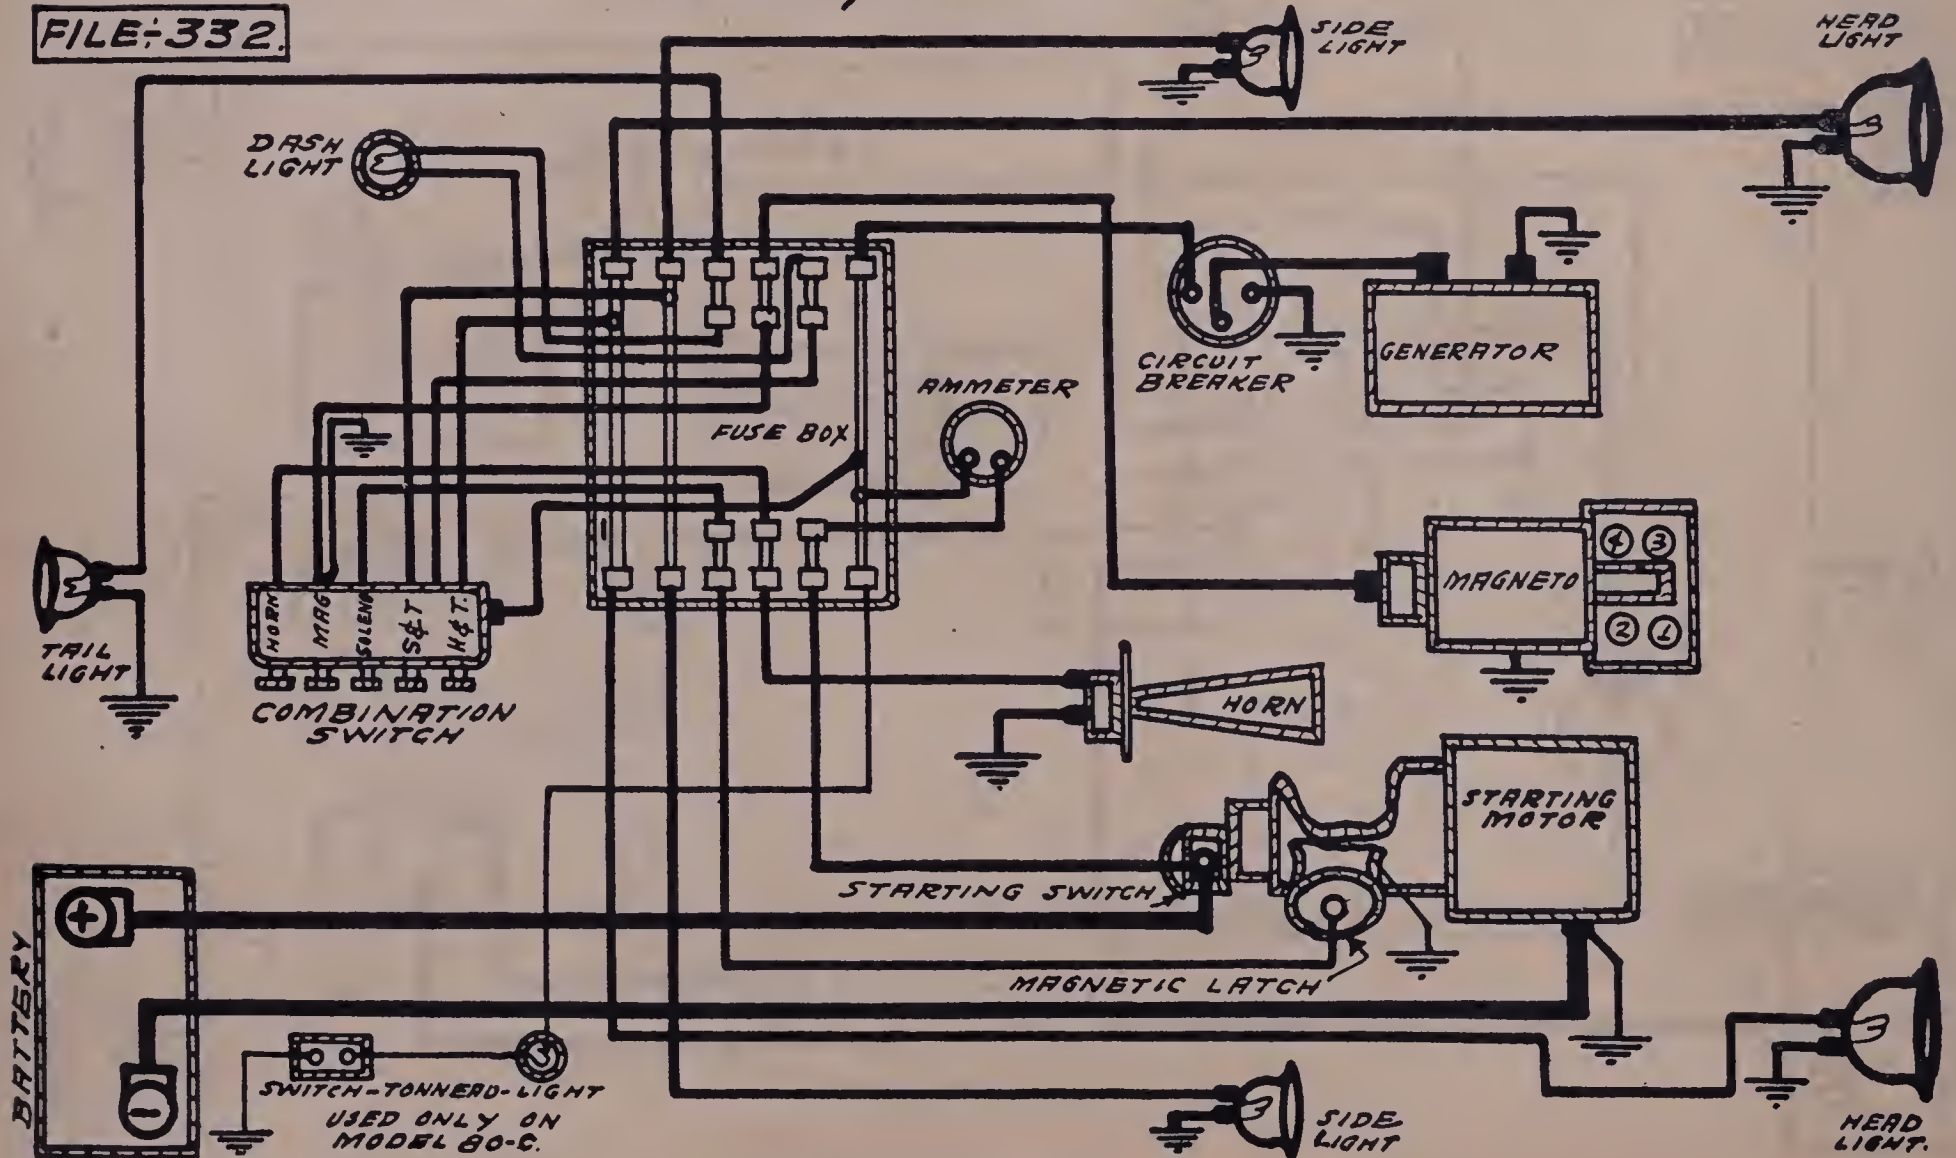 FILE÷332.
SIDE
LIGHT
HEAD
LIGHT
DASH
LIGHT
CIRCUIT
BREAKER
GENERATOR
AMMETER
FUSE BOX
MAGNETO
4 3
2 1
TAIL
LIGHT
HORN
MAG
SOLEND
S&T
H&T.
COMBINATION
SWITCH
HORN
STARTING
MOTOR
STARTING SWITCH
MAGNETIC LATCH
BATTERY
+
−
SWITCH-TONNEAU-LIGHT
USED ONLY ON
MODEL 80-C.
SIDE
LIGHT
HEAD
LIGHT.